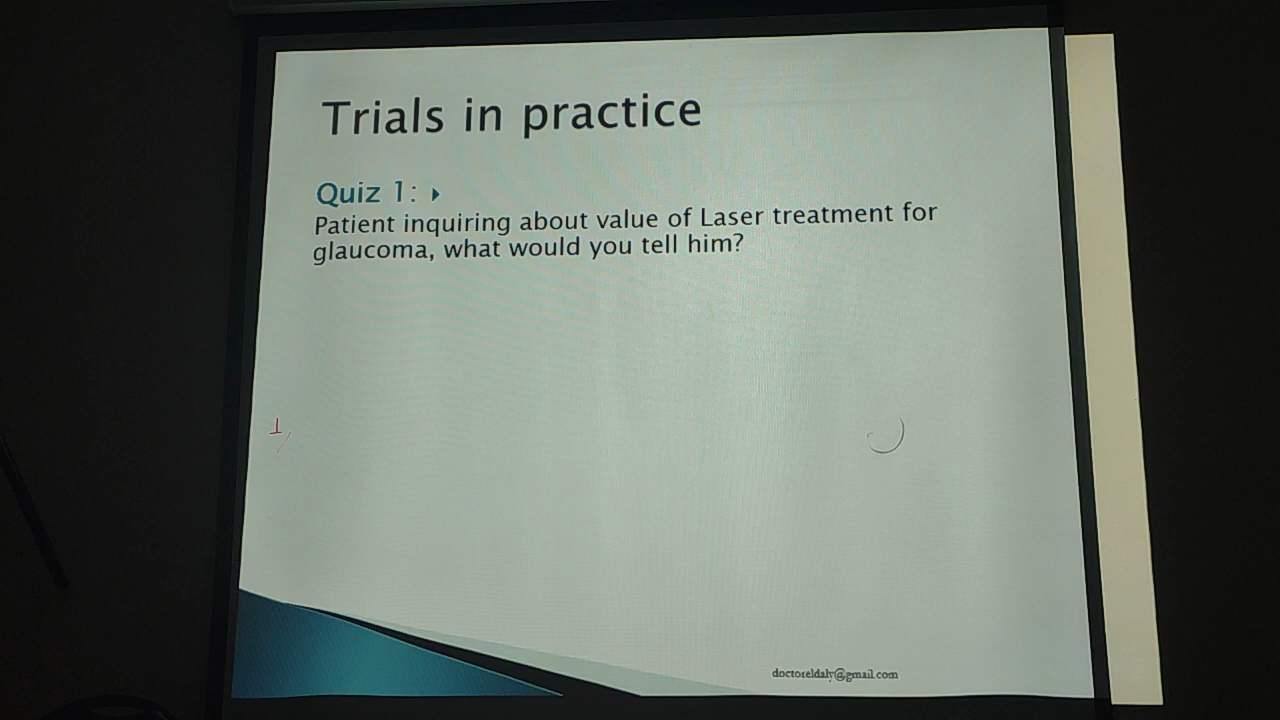 Trials in practice
Quiz 1:
Patient inquiring about value of Laser treatment for
glaucoma, what would you tell him?
doctoreldaly@gmail.com